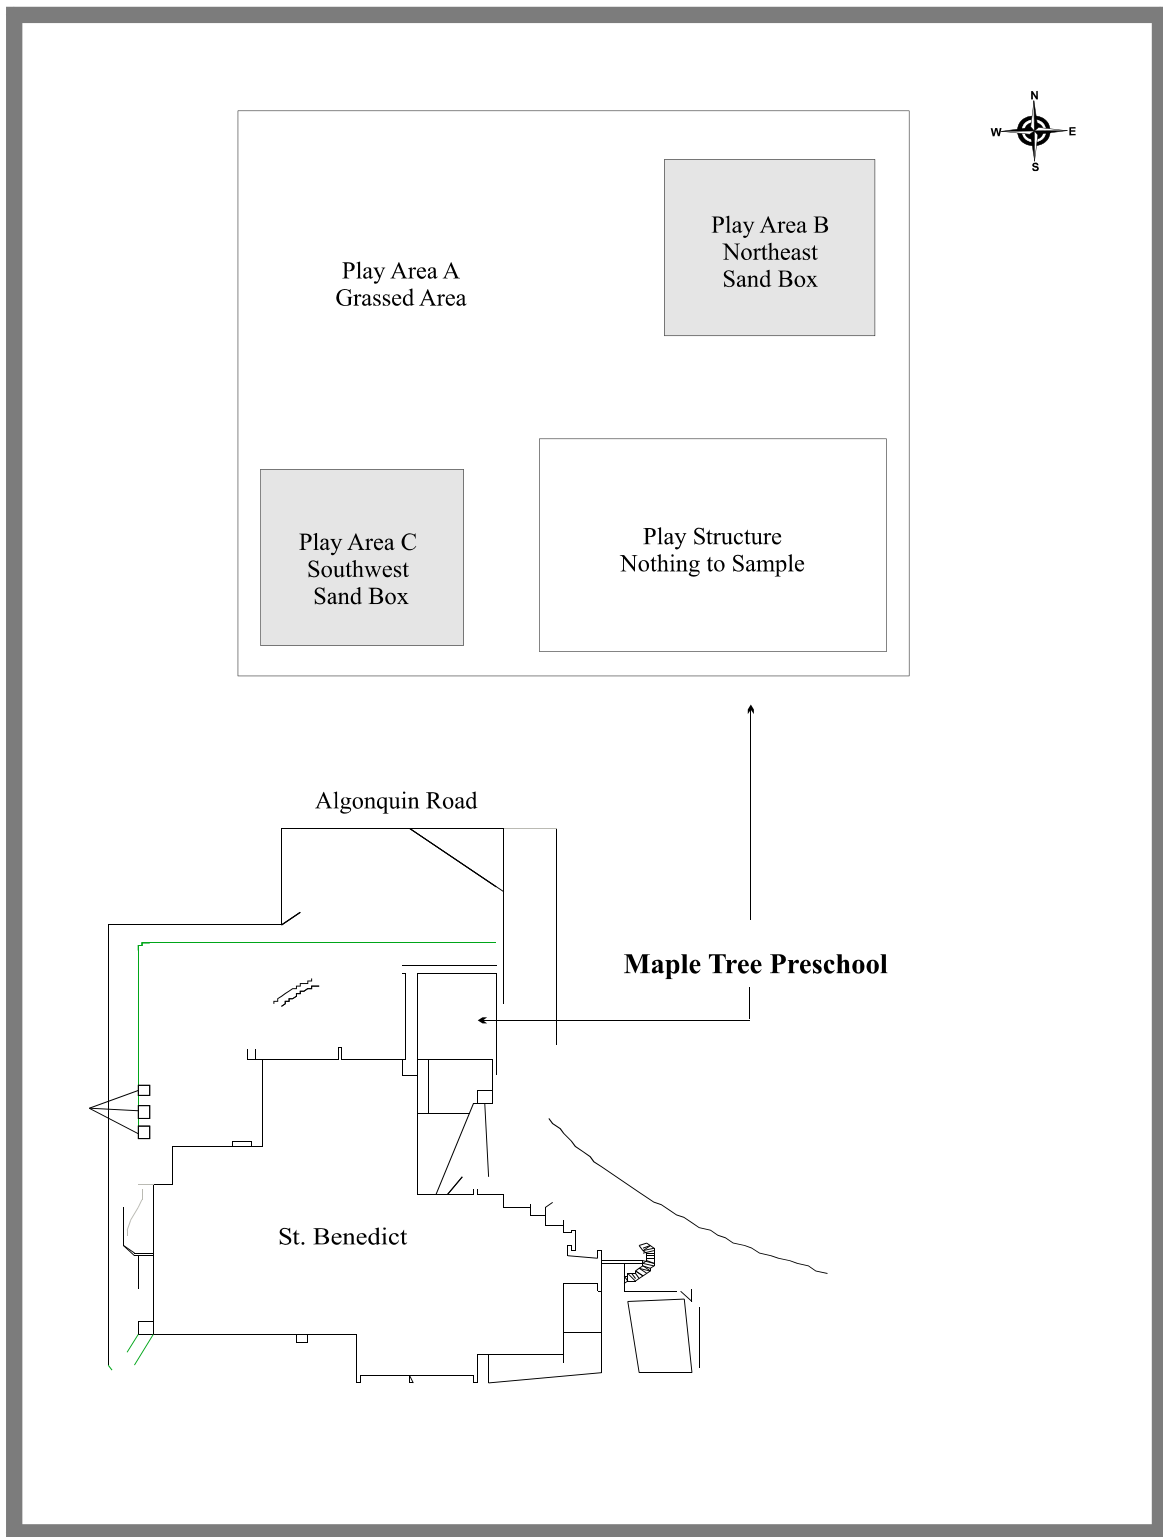 N
W E
S
Play Area B
Northeast
Sand Box
Play Area A
Grassed Area
Play Area C
Southwest
Sand Box
Play Structure
Nothing to Sample
Algonquin Road
Maple Tree Preschool
St. Benedict